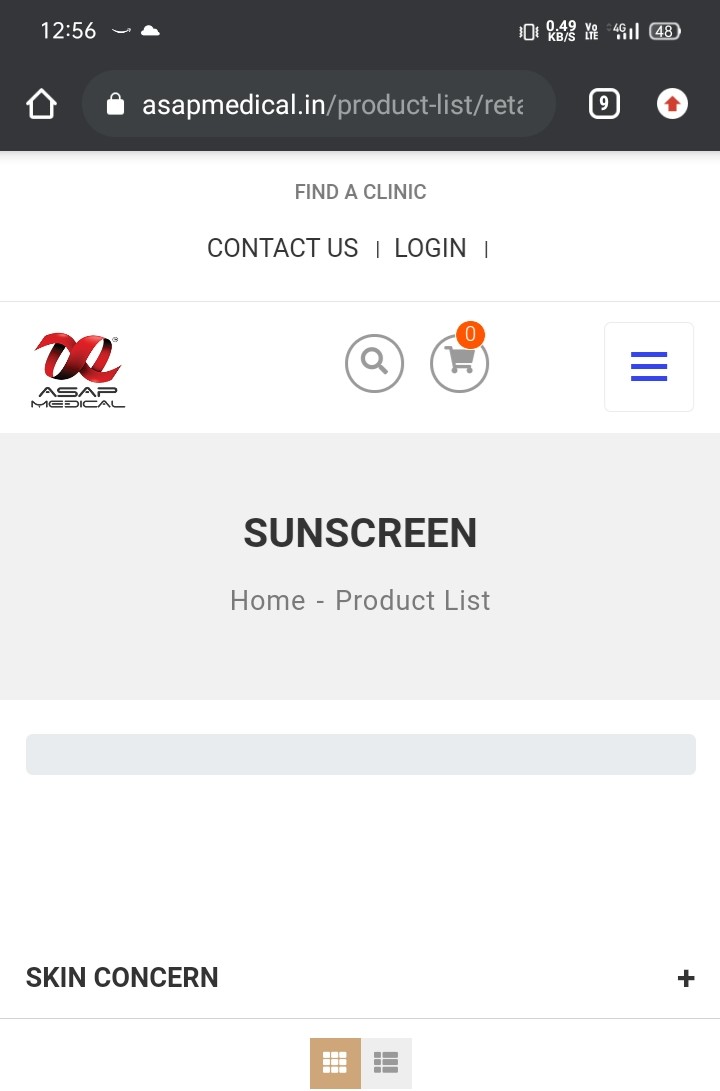 12:56
0.49
KB/S
Vo
LTE
4G
48
asapmedical.in/product-list/reta
9
FIND A CLINIC
CONTACT US | LOGIN |
0
ASAP
MEDICAL
SUNSCREEN
Home - Product List
SKIN CONCERN +